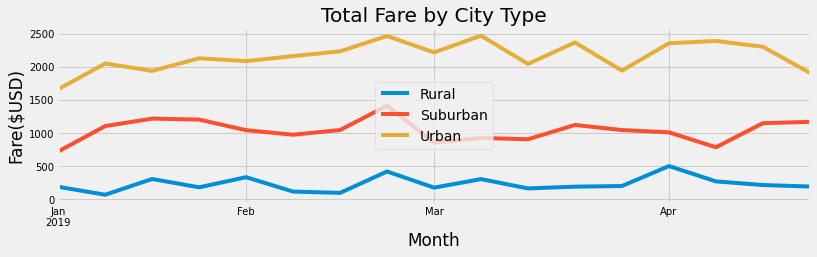 Total Fare by City Type
Fare($USD)
2500
2000
1500
1000
500
0
Rural
Suburban
Urban
Jan
2019
Feb
Mar
Apr
Month